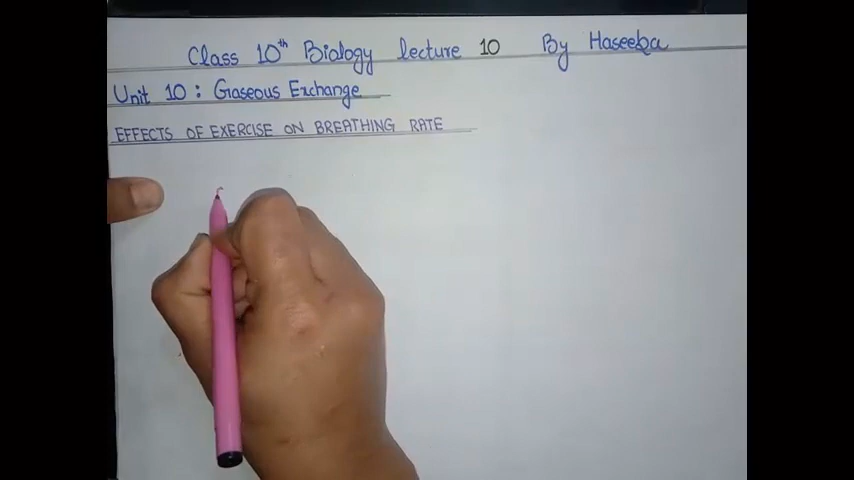 Class 10th Biology lecture 10 By Haseeba
Unit 10 : Gaseous Exchange
EFFECTS OF EXERCISE ON BREATHING RATE